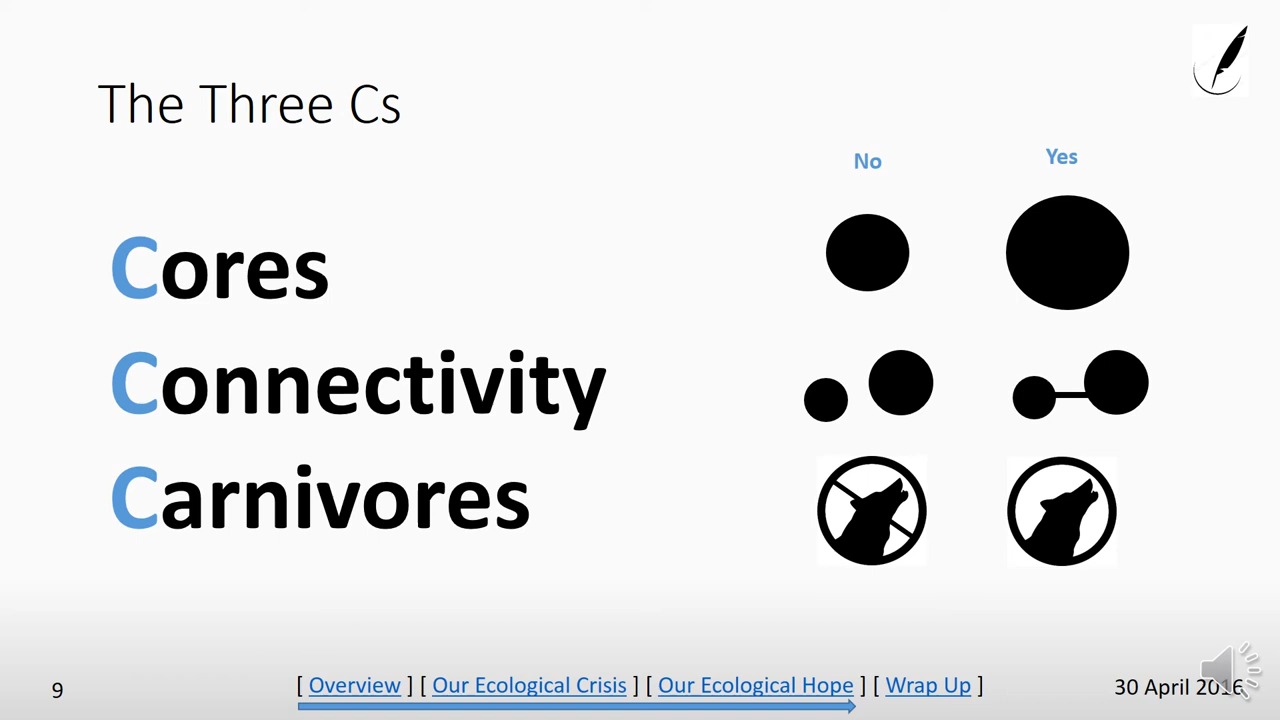 The Three Cs
No
Yes
Cores
Connectivity
Carnivores
9
[ Overview ] [ Our Ecological Crisis ] [ Our Ecological Hope ] [ Wrap Up ]
30 April 2016